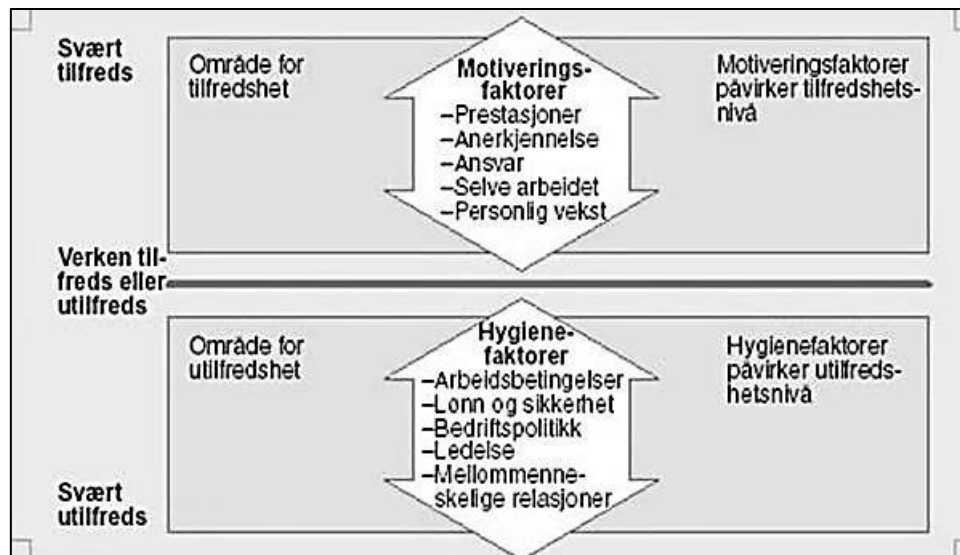 Svært
tilfreds
Område for
tilfredshet
Motiverings-
faktorer
–Prestasjoner
–Anerkjennelse
–Ansvar
–Selve arbeidet
–Personlig vekst
Motiveringsfaktorer
påvirker tilfredshets-
nivå
Verken til-
freds eller
utilfreds
Område for
utilfredshet
Hygiene-
faktorer
–Arbeidsbetingelser
–Lønn og sikkerhet
–Bedriftspolitikk
–Ledelse
–Mellommenne-
skelige relasjoner
Hygienefaktorer
påvirker utilfreds-
hetsnivå
Svært
utilfreds